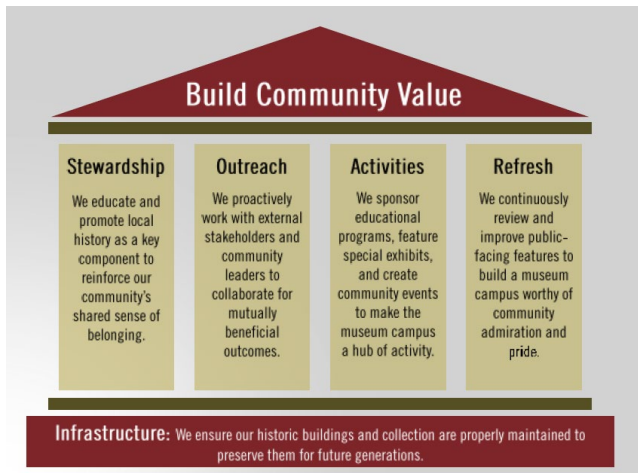 Build Community Value
Stewardship
We educate and
promote local
history as a key
component to
reinforce our
community's
shared sense of
belonging.
Outreach
We proactively
work with external
stakeholders and
community
leaders to
collaborate for
mutually
beneficial
outcomes.
Activities
We sponsor
educational
programs, feature
special exhibits,
and create
community events
to make the
museum campus
a hub of activity.
Refresh
We continuously
review and
improve public-
facing features to
build a museum
campus worthy of
community
admiration and
pride.
Infrastructure: We ensure our historic buildings and collection are properly maintained to
preserve them for future generations.